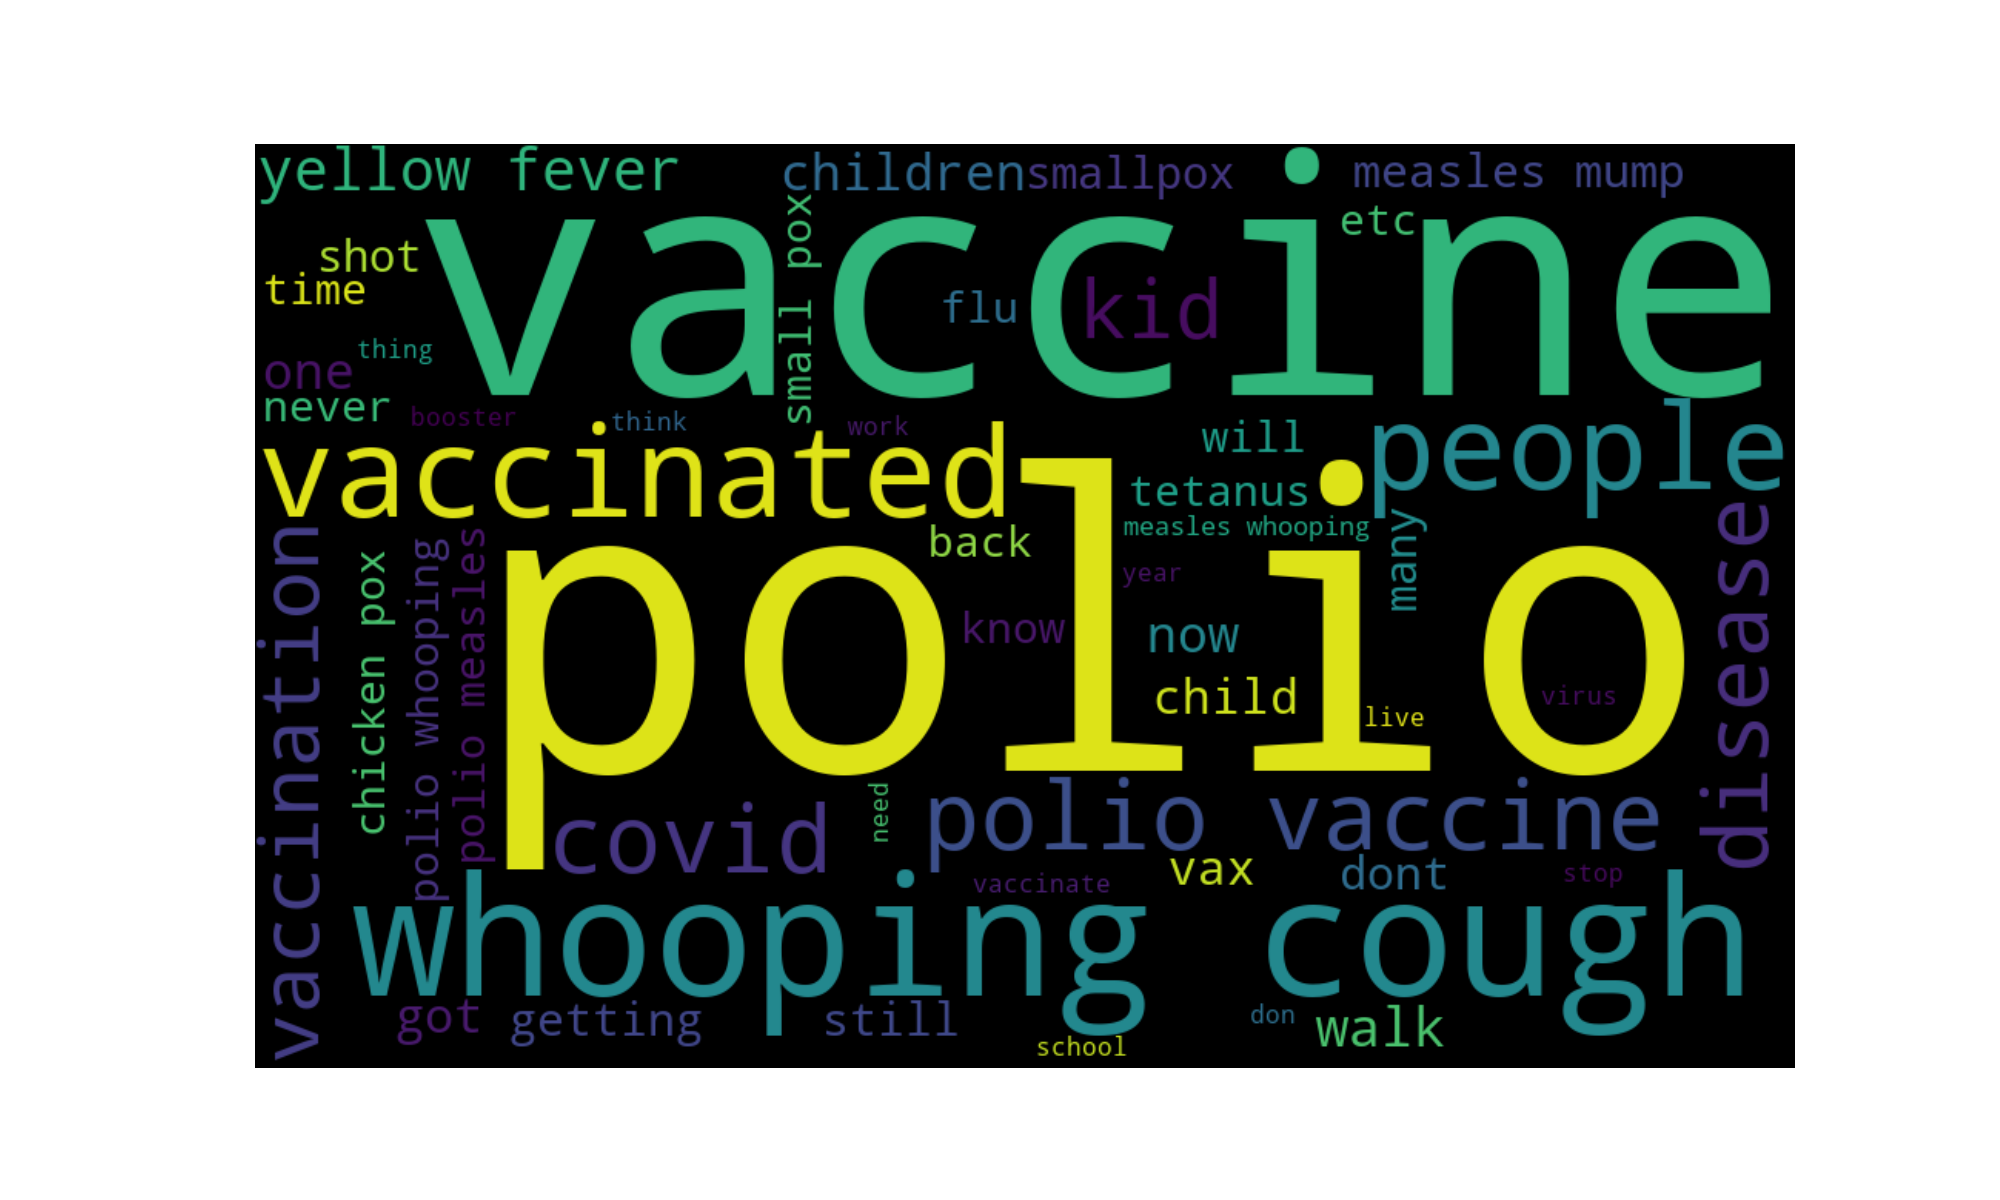 yellow fever
children
smallpox
measles mump
vaccine
small pox
etc
shot
time
flu
kid
thing
one
never
booster
think
work
vaccinated
will
people
tetanus
measles whooping
back
many
disease
vaccination
chicken pox
polio whooping
polio measles
polio
year
know
now
child
live
virus
covid
need
polio vaccine
vax
dont
stop
vaccinate
whooping cough
got
getting
still
don
walk
school